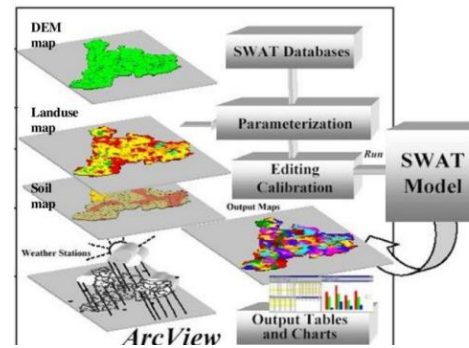 DEM
map
SWAT Databases
Landuse
map
Parameterization
Editing
Calibration
Run
SWAT
Model
Soil
map
Output Maps
Weather Stations
ArcView
Output Tables
and Charts